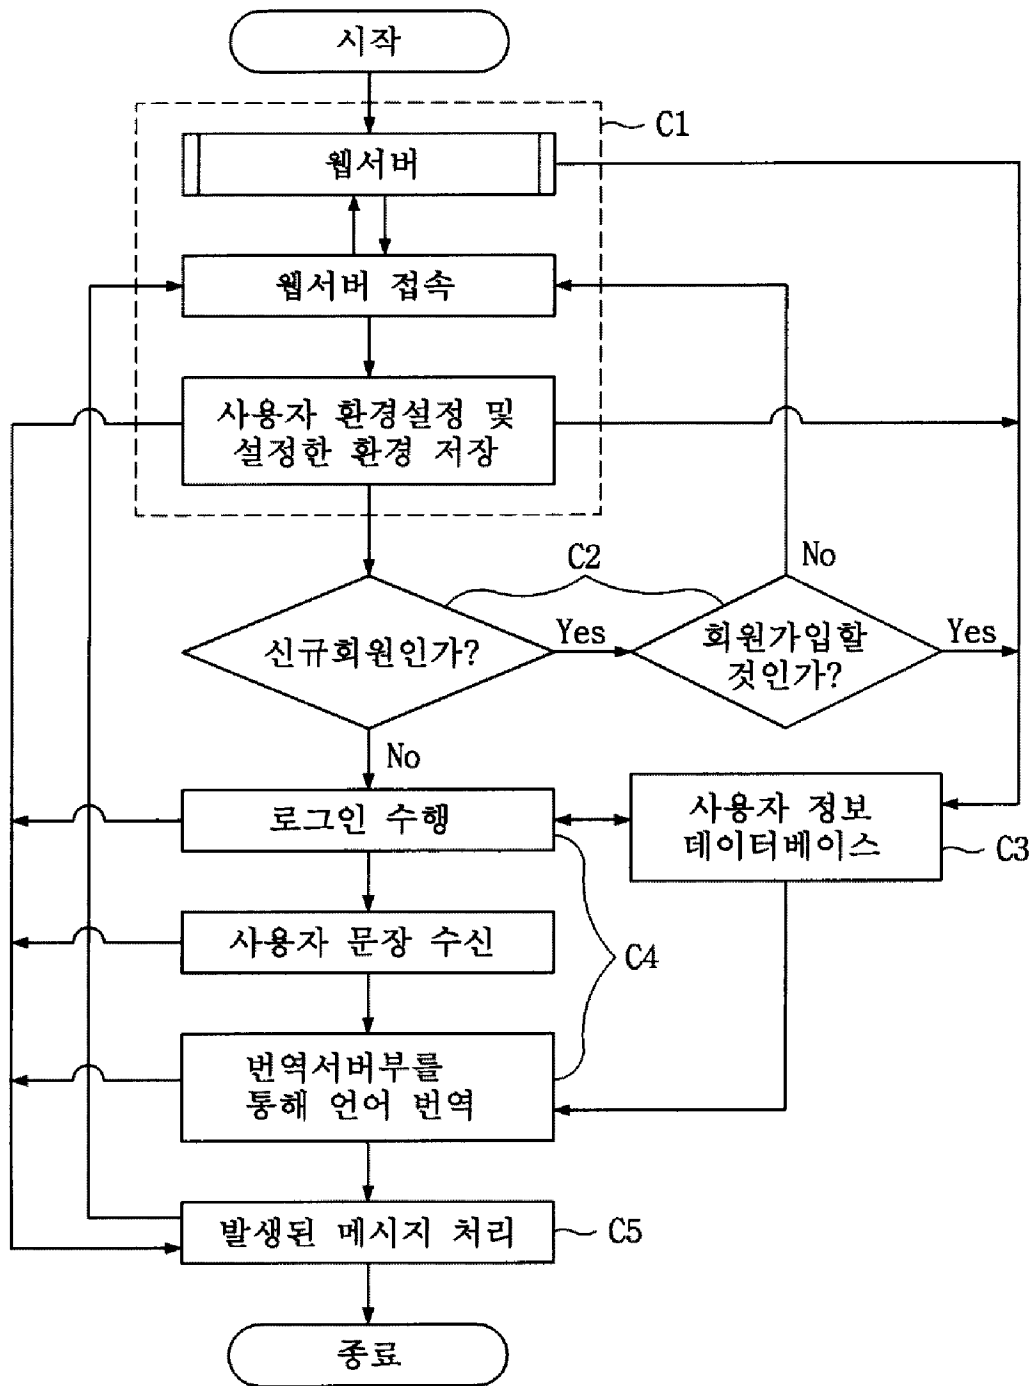 시작
C1
웹서버
웹서버 접속
사용자 환경설정 및
설정한 환경 저장
C2
No
신규회원인가?
Yes
회원가입할
것인가?
Yes
No
로그인 수행
사용자 정보
데이터베이스
C3
사용자 문장 수신
C4
번역서버부를
통해 언어 번역
발생된 메시지 처리
C5
종료